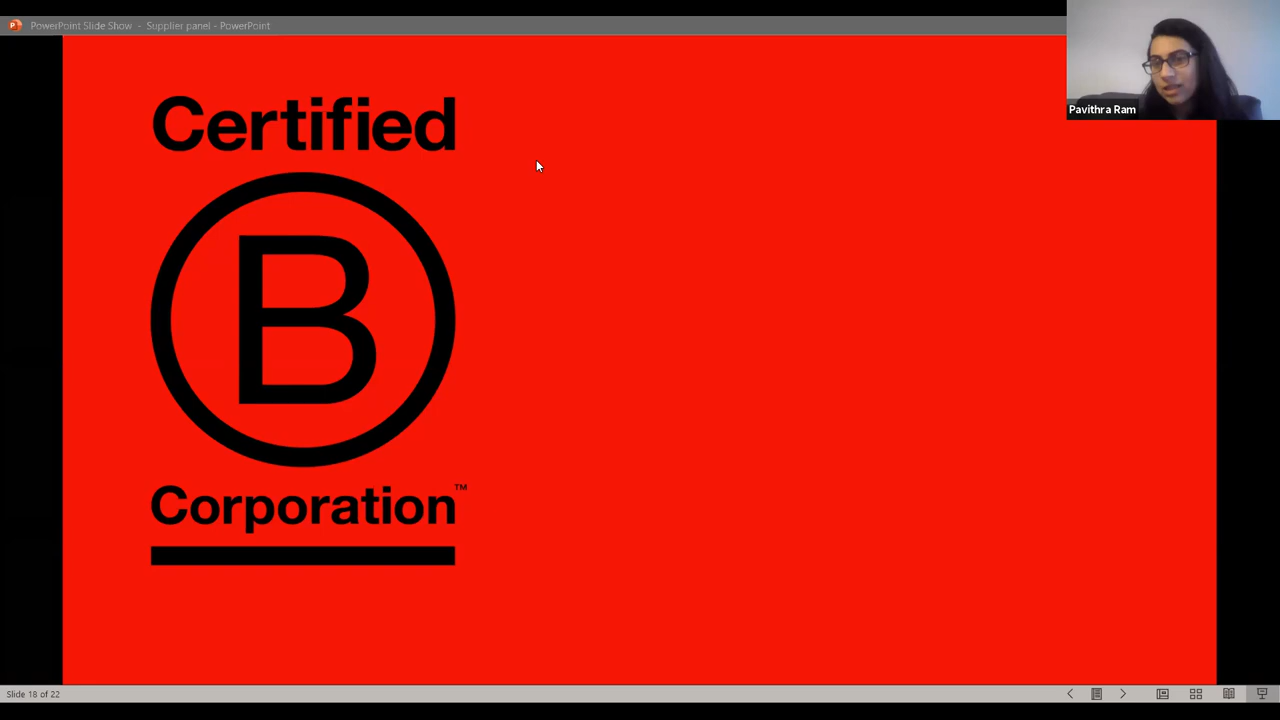 PowerPoint Slide Show - Supplier panel - PowerPoint
Pavithra Ram
Certified
B
Corporation™
Slide 18 of 22